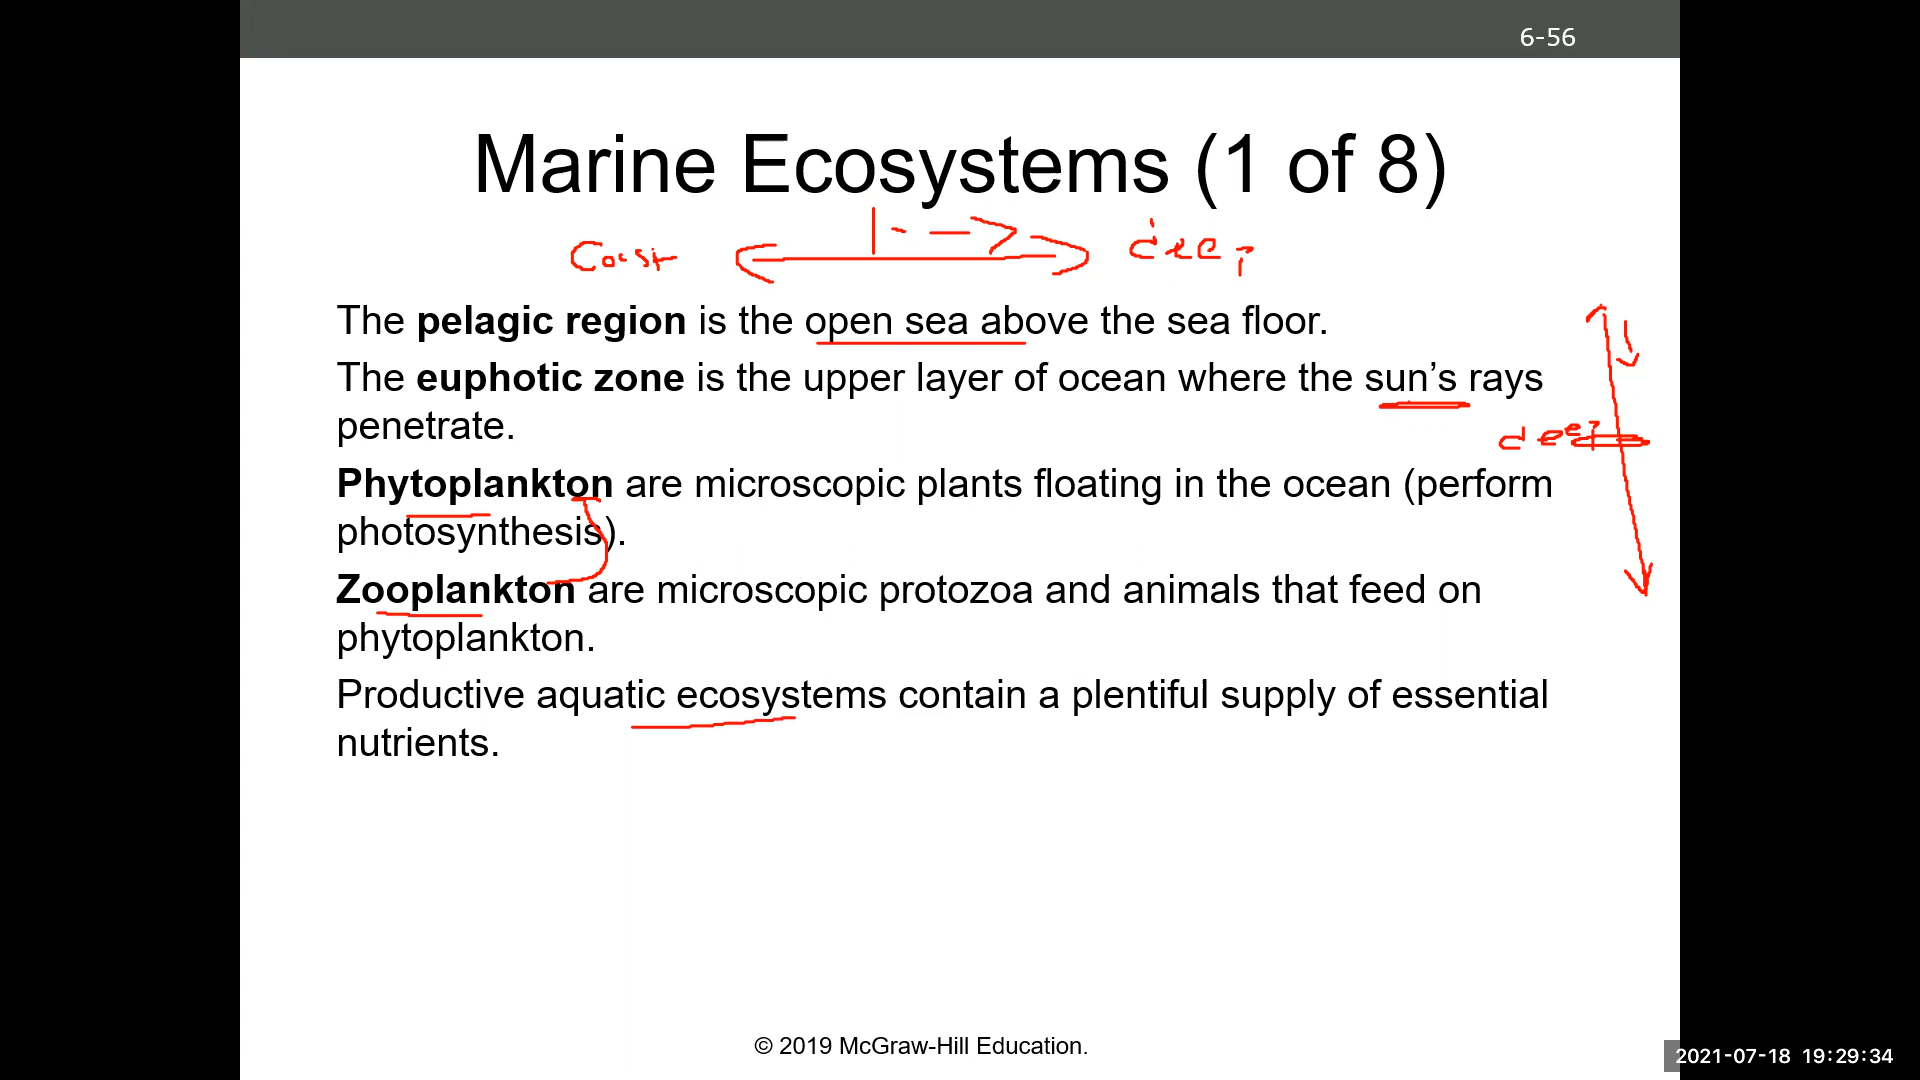 6-56
Marine Ecosystems (1 of 8)
Coast deep
The pelagic region is the open sea above the sea floor.
The euphotic zone is the upper layer of ocean where the sun’s rays
penetrate.
deep
Phytoplankton are microscopic plants floating in the ocean (perform
photosynthesis).
Zooplankton are microscopic protozoa and animals that feed on
phytoplankton.
Productive aquatic ecosystems contain a plentiful supply of essential
nutrients.
© 2019 McGraw-Hill Education.
2021-07-18 19:29:34